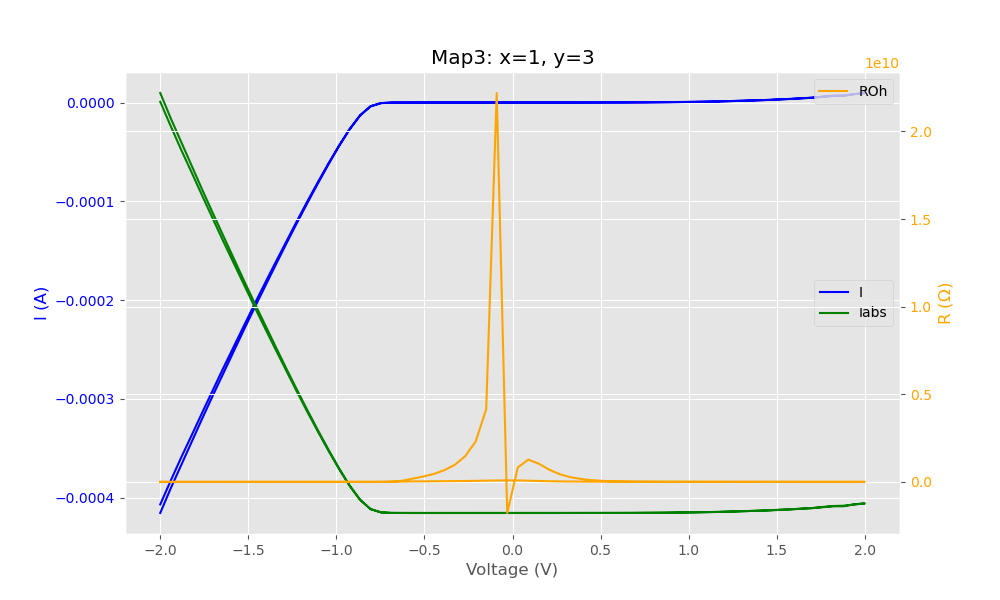 Map3: x=1, y=3
1e10
ROh
I
Iabs
0.0000
−0.0001
−0.0002
−0.0003
−0.0004
I (A)
2.0
1.5
1.0
0.5
0.0
R (Ω)
−2.0 −1.5 −1.0 −0.5 0.0 0.5 1.0 1.5 2.0
Voltage (V)